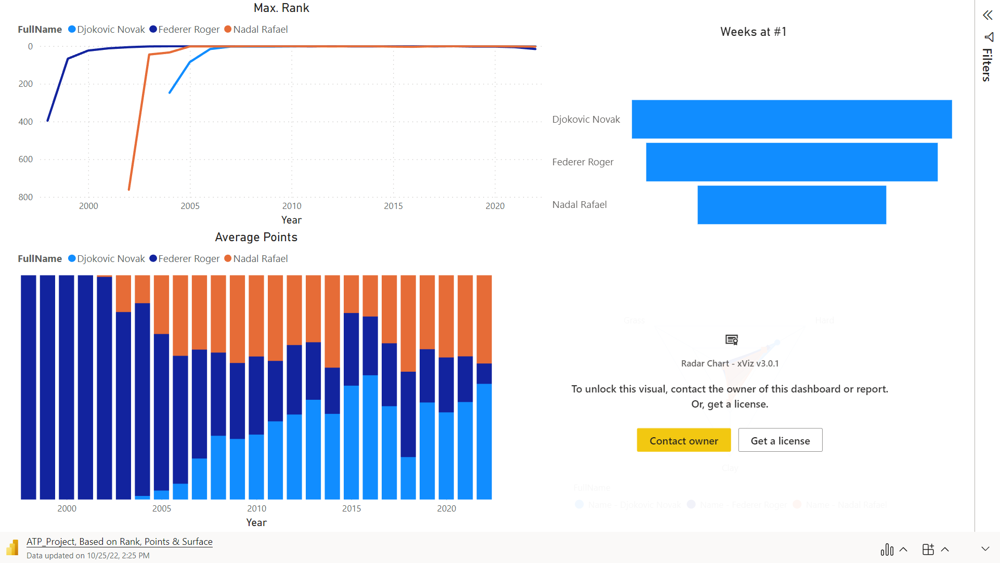 Max. Rank
FullName Djokovic Novak Federer Roger Nadal Rafael
0
200
400
600
800
2000 2005 2010 2015 2020
Year
Weeks at #1
Djokovic Novak
Federer Roger
Nadal Rafael
Average Points
FullName Djokovic Novak Federer Roger Nadal Rafael
2000 2005 2010 2015 2020
Year
Grass Hard
Radar Chart - xViz v3.0.1
To unlock this visual, contact the owner of this dashboard or report.
Or, get a license.
Contact owner Get a license
Clay
FullName
Name - Djokovic Novak Name - Federer Roger Name - Nadal Rafael
Filters
ATP_Project, Based on Rank, Points & Surface
Data updated on 10/25/22, 2:25 PM